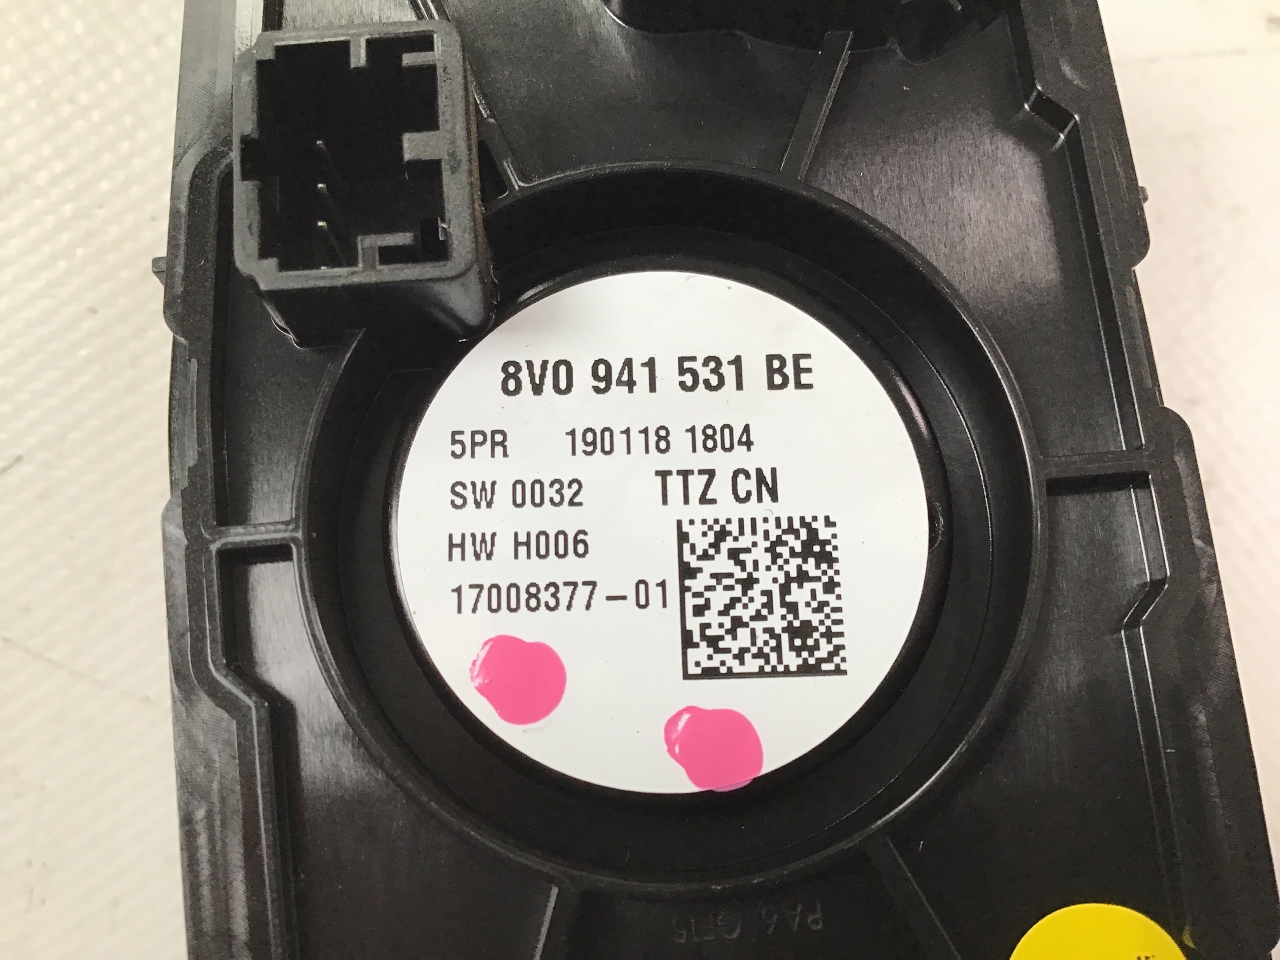 8V0 941 531 BE
5PR 190118 1804
SW 0032 TTZ CN
HW H006
17008377-01
PA6 GF15